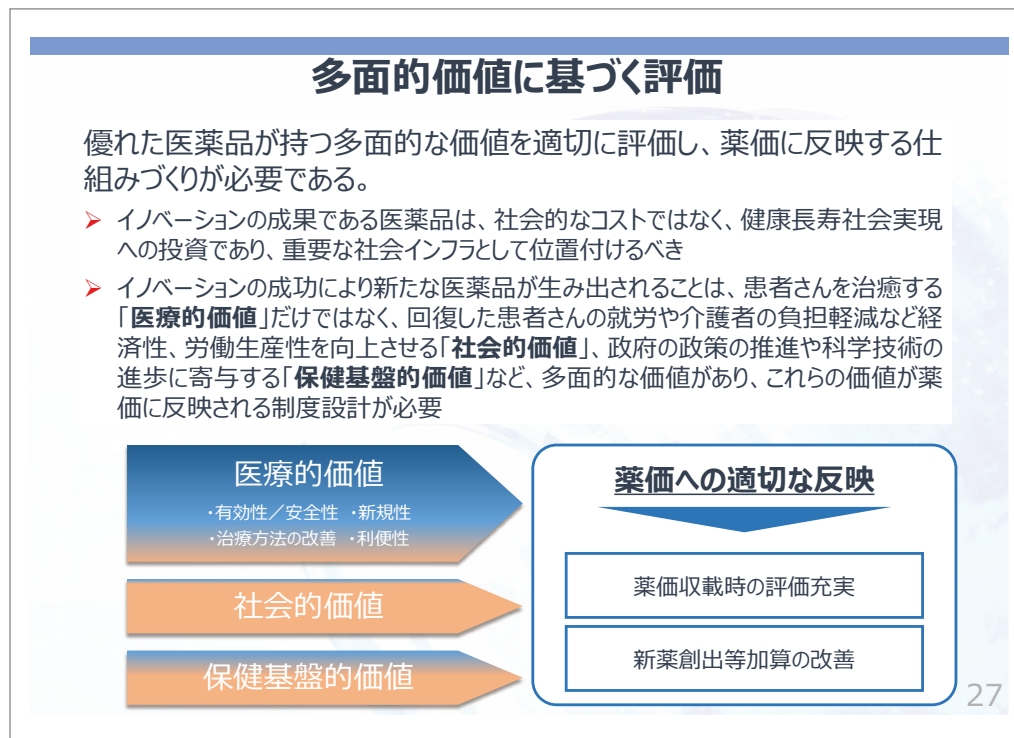 多面的価値に基づく評価
優れた医薬品が持つ多面的な価値を適切に評価し、薬価に反映する仕
組みづくりが必要である。
➢ イノベーションの成果である医薬品は、社会的なコストではなく、健康長寿社会実現
への投資であり、重要な社会インフラとして位置付けるべき
➢ イノベーションの成功により新たな医薬品が生み出されることは、患者さんを治癒する
「医療的価値」だけではなく、回復した患者さんの就労や介護者の負担軽減など経
済性、労働生産性を向上させる「社会的価値」、政府の政策の推進や科学技術の
進歩に寄与する「保健基盤的価値」など、多面的な価値があり、これらの価値が薬
価に反映される制度設計が必要
医療的価値
・有効性／安全性 ・新規性
・治療方法の改善 ・利便性
社会的価値
保健基盤的価値
薬価への適切な反映
薬価収載時の評価充実
新薬創出等加算の改善
27